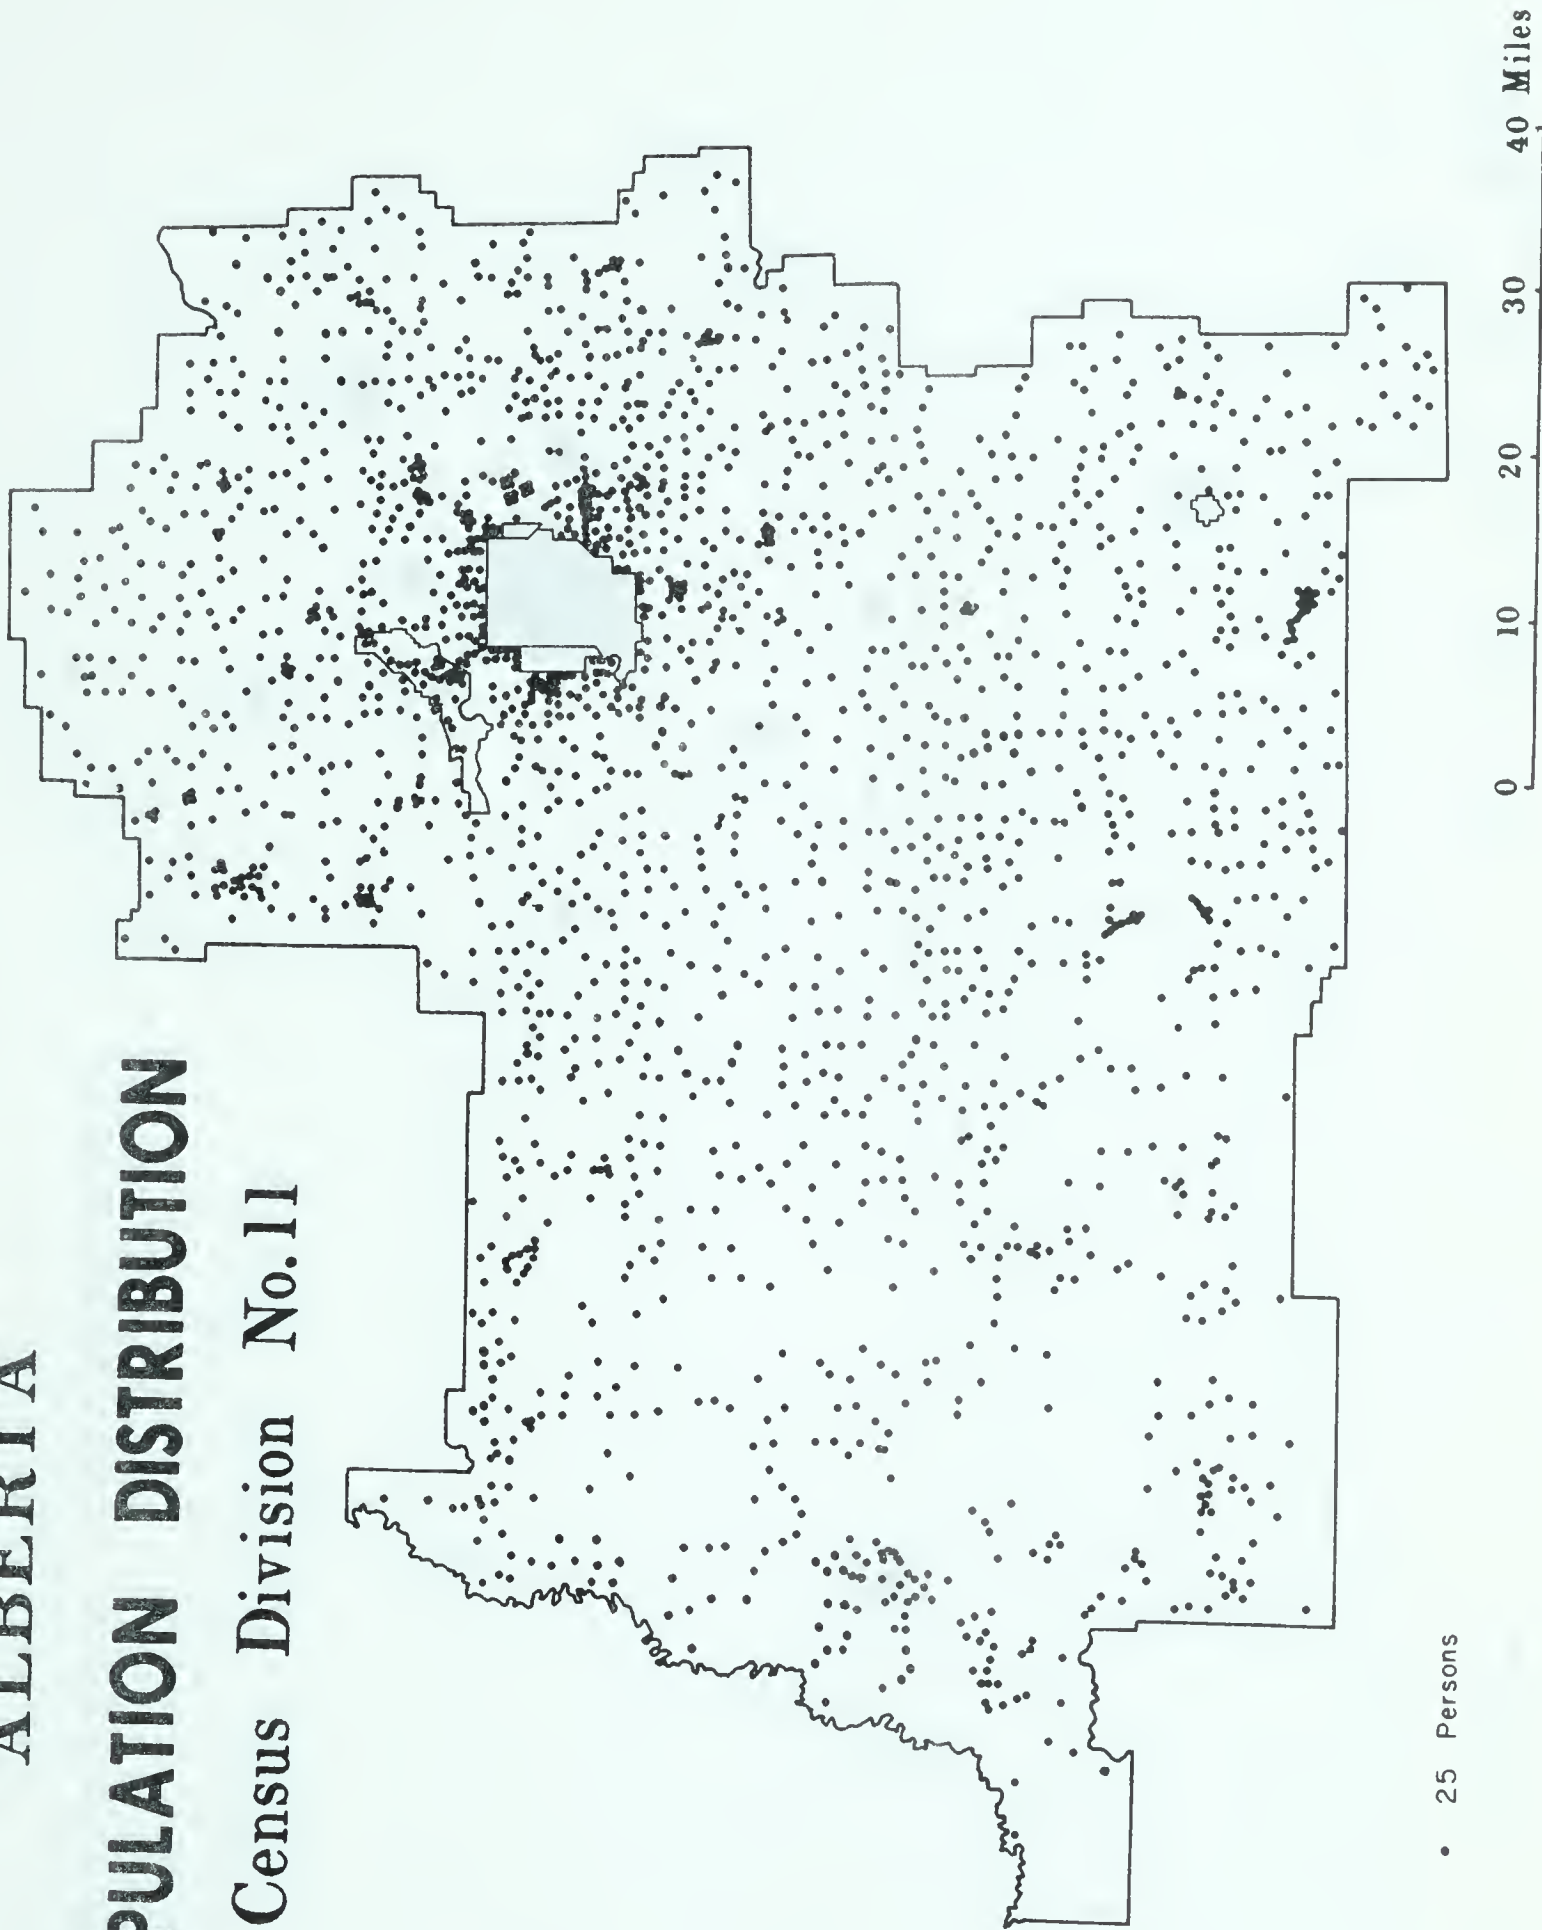 ALBERTA
PULATION DISTRIBUTION
Census Division No.11
• 25 Persons
0 10 20 30 40 Miles